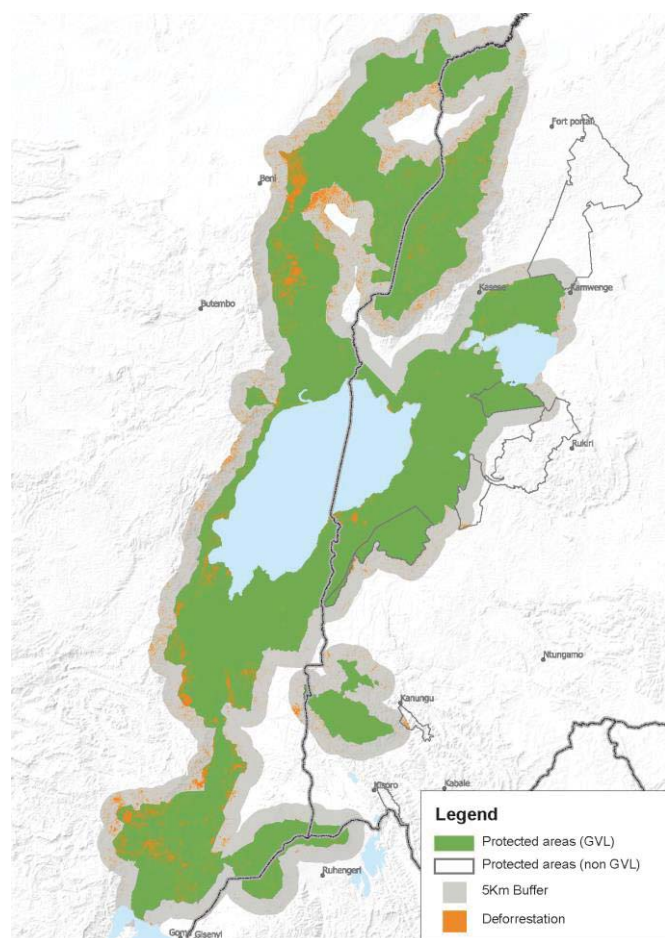 Fort portal
Beni
Kasese
Kamwenge
Butembo
Rukiri
Ntungamo
Kanungu
Kisoro
Kabale
Legend
Protected areas (GVL)
Protected areas (non GVL)
5Km Buffer
Deforrestation
Ruhengeri
Goma Gisenyi